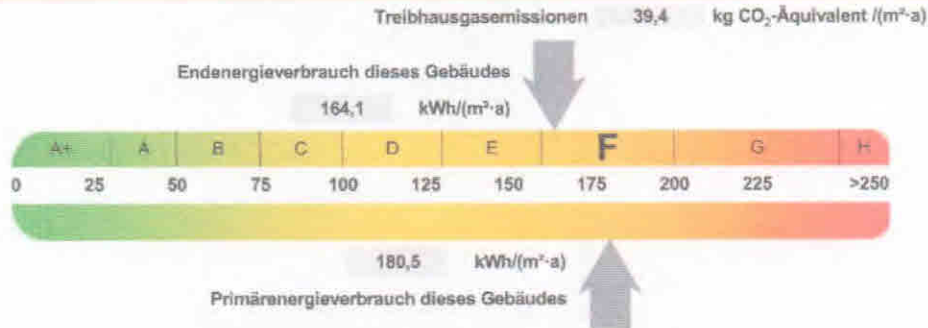 Treibhausgasemissionen 39,4 kg CO₂-Äquivalent /(m²·a)
Endenergieverbrauch dieses Gebäudes
164,1 kWh/(m²·a)
A+ A B C D E F G H
0 25 50 75 100 125 150 175 200 225 >250
180,5 kWh/(m²·a)
Primärenergieverbrauch dieses Gebäudes